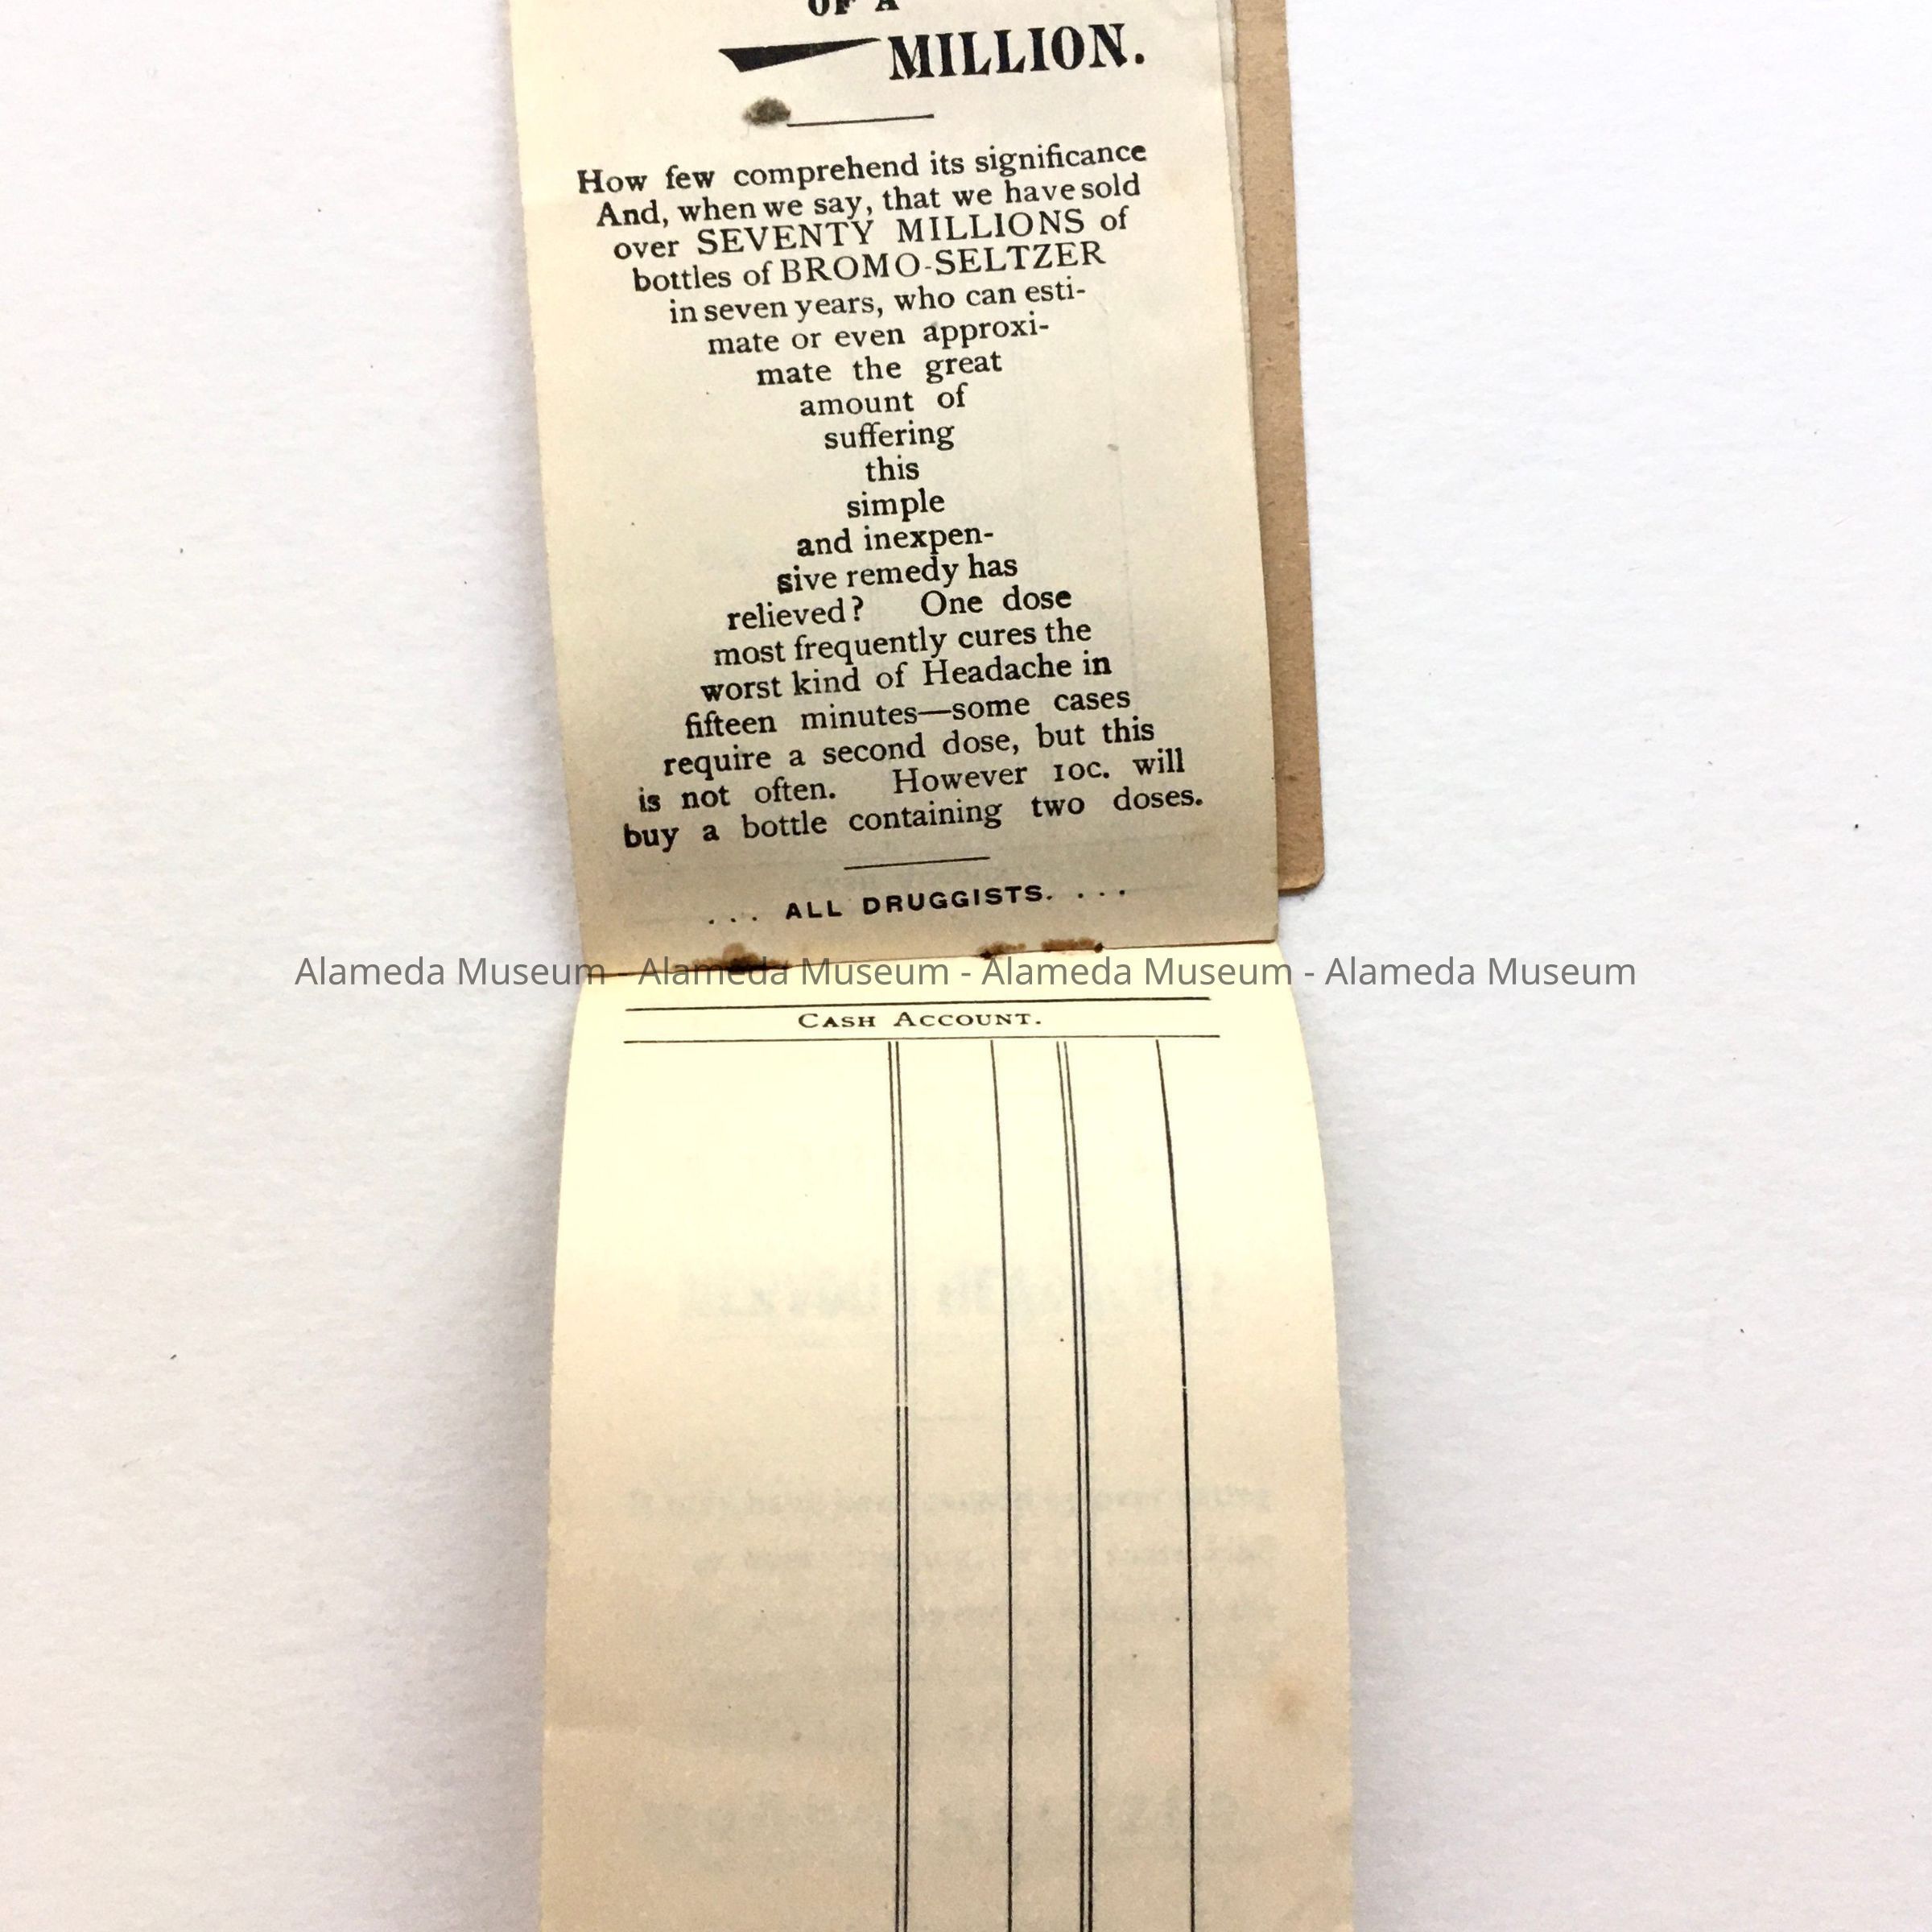 OF A
MILLION.
How few comprehend its significance
And, when we say, that we have sold
over SEVENTY MILLIONS of
bottles of BROMO-SELTZER
in seven years, who can esti-
mate or even approxi-
mate the great
amount of
suffering
this
simple
and inexpen-
sive remedy has
relieved? One dose
most frequently cures the
worst kind of Headache in
fifteen minutes—some cases
require a second dose, but this
is not often. However 10c. will
buy a bottle containing two doses.
... ALL DRUGGISTS. ...
Alameda Museum - Alameda Museum - Alameda Museum - Alameda Museum
CASH ACCOUNT.